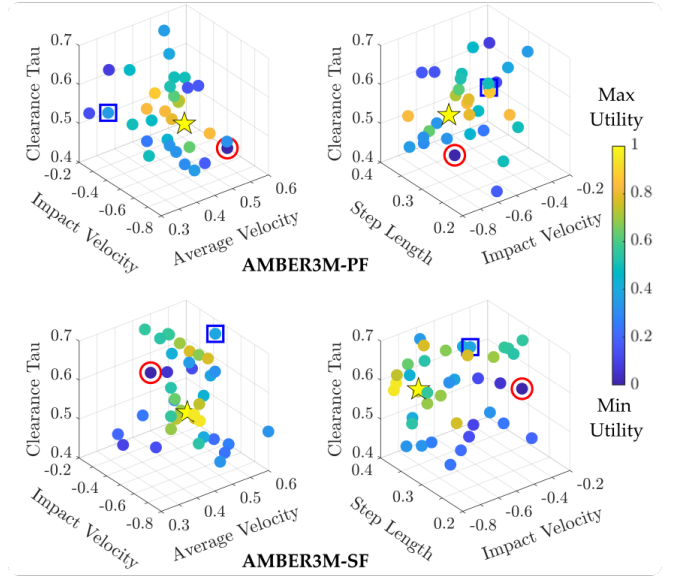 0.7
0.6
0.5
0.4
Clearance Tau
-0.2
-0.4
-0.6
-0.8
Impact Velocity
0.3
0.4
0.5
0.6
Average Velocity
0.7
0.6
0.5
0.4
Clearance Tau
0.4
0.3
0.2
Step Length
-0.8
-0.6
-0.4
-0.2
Impact Velocity
AMBER3M-PF
Max
Utility
1
0.8
0.6
0.4
0.2
0
Min
Utility
0.7
0.6
0.5
0.4
Clearance Tau
-0.2
-0.4
-0.6
-0.8
Impact Velocity
0.3
0.4
0.5
0.6
Average Velocity
0.7
0.6
0.5
0.4
Clearance Tau
0.4
0.3
0.2
Step Length
-0.8
-0.6
-0.4
-0.2
Impact Velocity
AMBER3M-SF